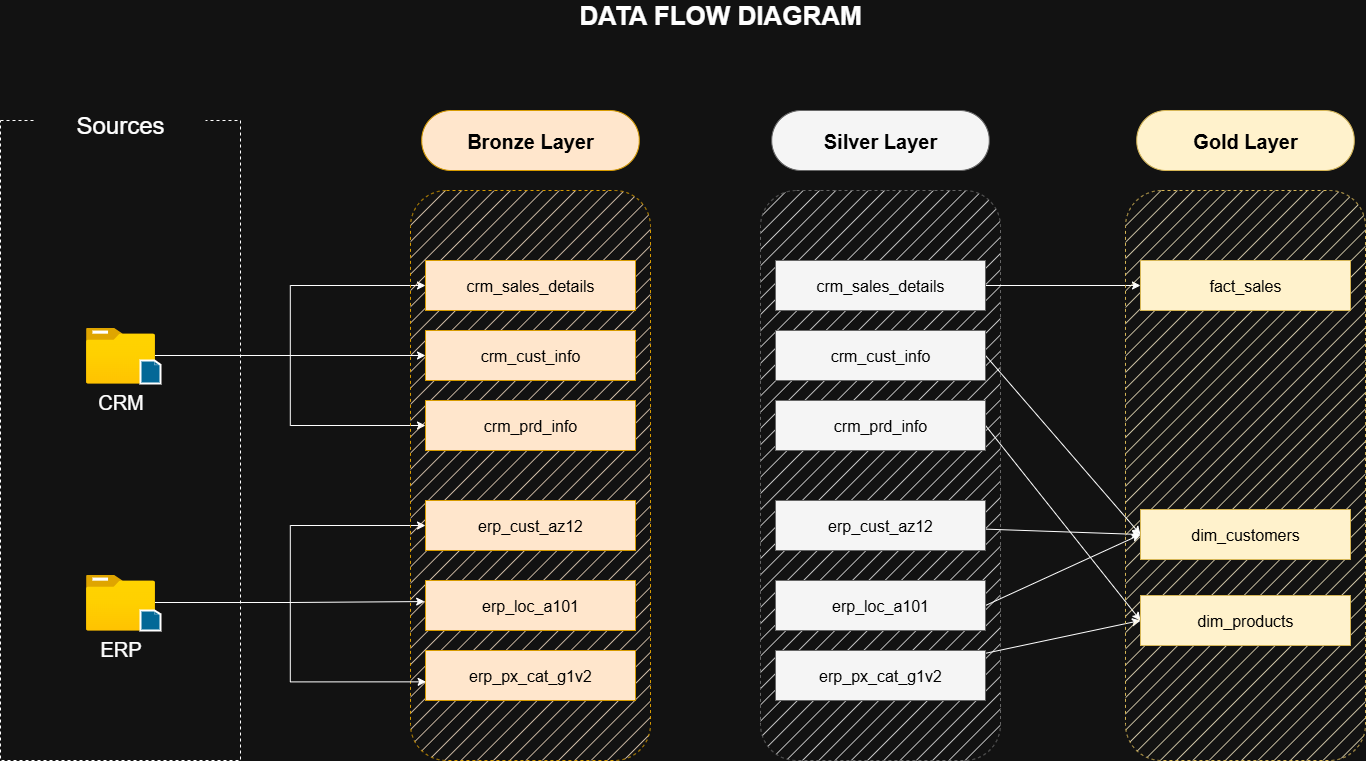 DATA FLOW DIAGRAM
Sources
CRM
ERP
Bronze Layer
crm_sales_details
crm_cust_info
crm_prd_info
erp_cust_az12
erp_loc_a101
erp_px_cat_g1v2
Silver Layer
crm_sales_details
crm_cust_info
crm_prd_info
erp_cust_az12
erp_loc_a101
erp_px_cat_g1v2
Gold Layer
fact_sales
dim_customers
dim_products